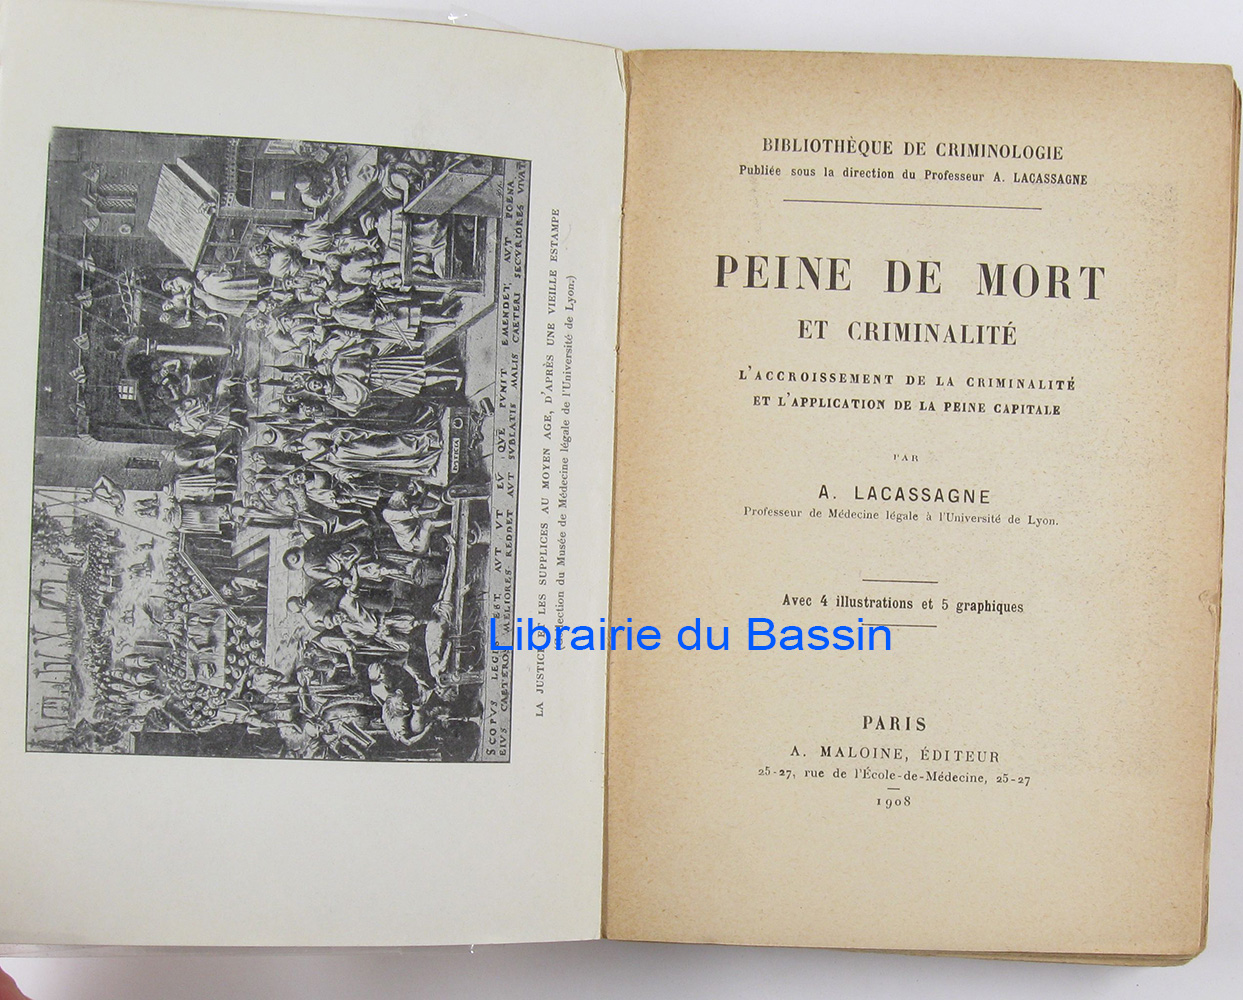 SCOPVS LEGIS EST, AVT VT EV̄ QVE PVNIT EMENDET, AVT POENA
EIVS CAETEROS MELIORES REDDET AVT SVBLATIS MALIS CAETERI SECVRIORES VIVĀT
IVSTICIA
LA JUSTICE ET LES SUPPLICES AU MOYEN AGE, D'APRÈS UNE VIEILLE ESTAMPE
du Musée de Médecine légale de l'Université de Lyon.)
BIBLIOTHÈQUE DE CRIMINOLOGIE
Publiée sous la direction du Professeur A. LACASSAGNE
PEINE DE MORT
ET CRIMINALITÉ
L'ACCROISSEMENT DE LA CRIMINALITÉ
ET L'APPLICATION DE LA PEINE CAPITALE
PAR
A. LACASSAGNE
Professeur de Médecine légale à l'Université de Lyon.
Avec 4 illustrations et 5 graphiques
Librairie du Bassin
PARIS
A. MALOINE, ÉDITEUR
25-27, rue de l'École-de-Médecine, 25-27
1908